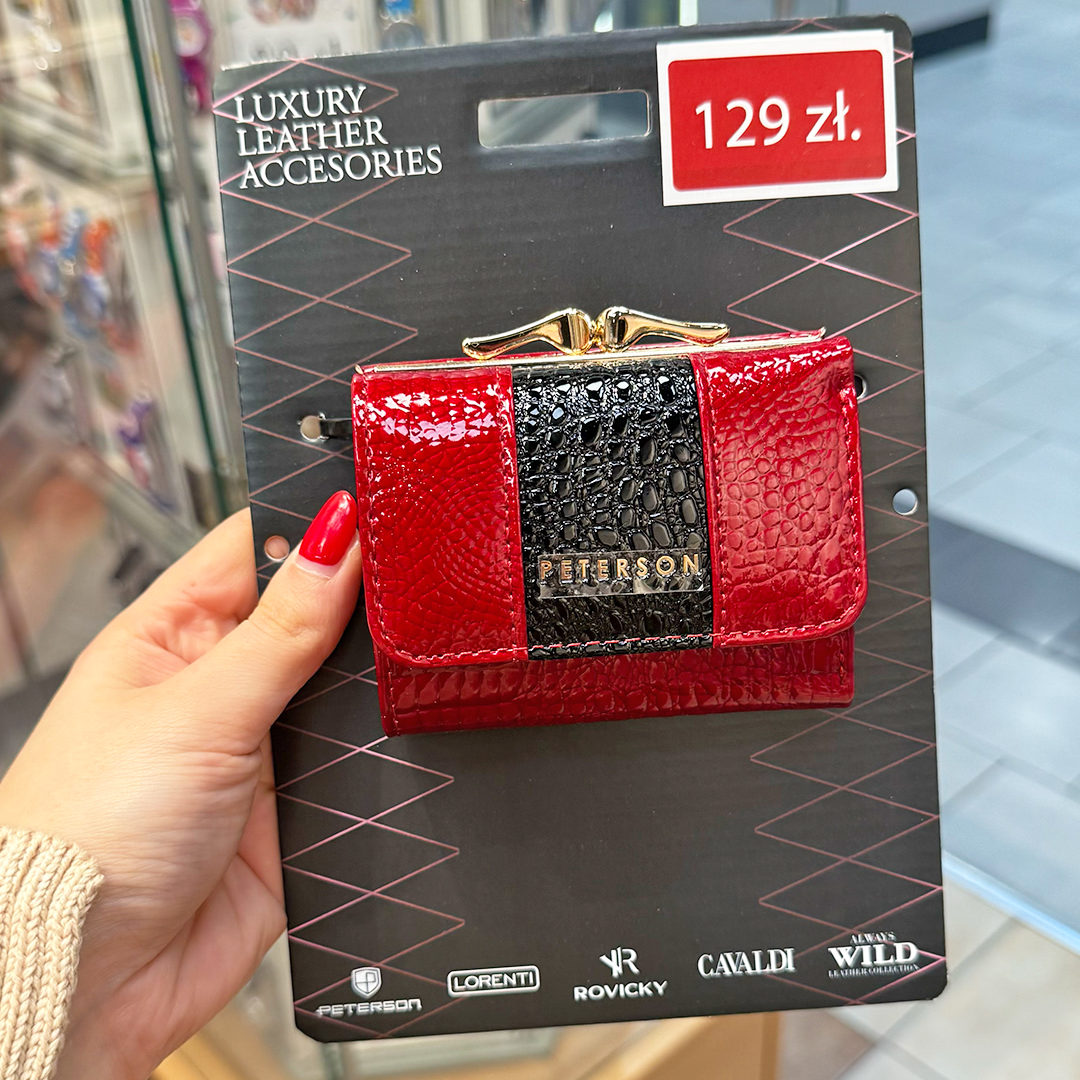 LUXURY
LEATHER
ACCESORIES
129 zł.
PETERSON
PETERSON
LORENTI
ROVICKY
CAVALDI
ALWAYS
WILD
LEATHER COLLECTION